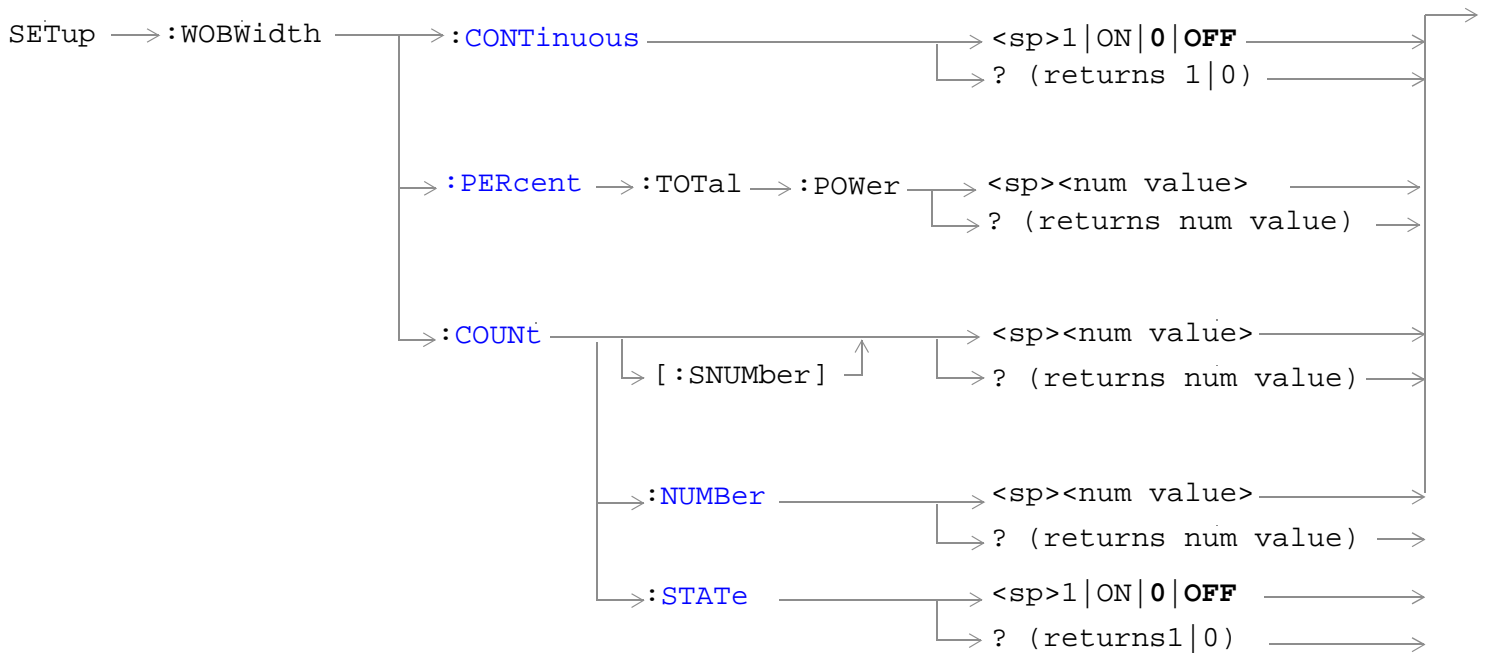 SETup :WOBWidth :CONTinuous <sp>1|ON|0|OFF
? (returns 1|0)
:PERcent :TOTal :POWer <sp><num value>
? (returns num value)
:COUNt <sp><num value>
[:SNUMber] ? (returns num value)
:NUMBer <sp><num value>
? (returns num value)
:STATe <sp>1|ON|0|OFF
? (returns1|0)